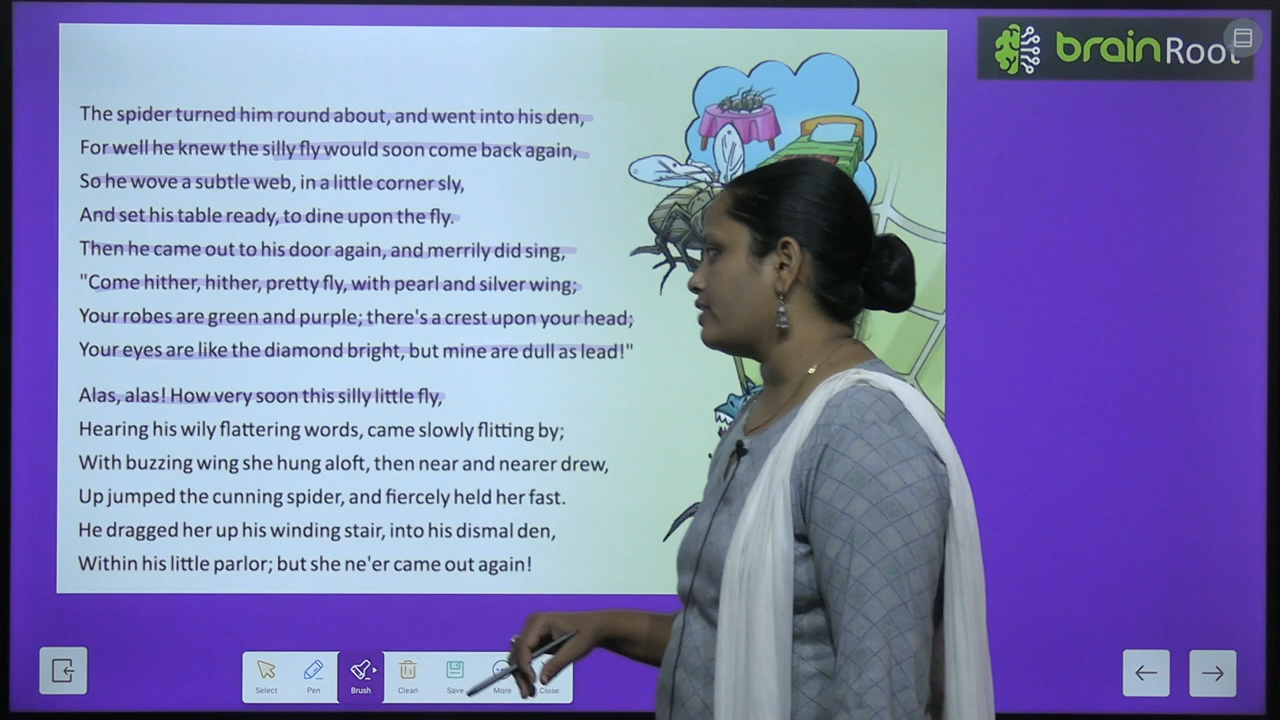 brainRoot
The spider turned him round about, and went into his den,
For well he knew the silly fly would soon come back again,
So he wove a subtle web, in a little corner sly,
And set his table ready, to dine upon the fly.
Then he came out to his door again, and merrily did sing,
"Come hither, hither, pretty fly, with pearl and silver wing;
Your robes are green and purple; there's a crest upon your head;
Your eyes are like the diamond bright, but mine are dull as lead!"
Alas, alas! How very soon this silly little fly,
Hearing his wily flattering words, came slowly flitting by;
With buzzing wing she hung aloft, then near and nearer drew,
Up jumped the cunning spider, and fiercely held her fast.
He dragged her up his winding stair, into his dismal den,
Within his little parlor; but she ne'er came out again!
Select Pen Brush Clean Save More Close